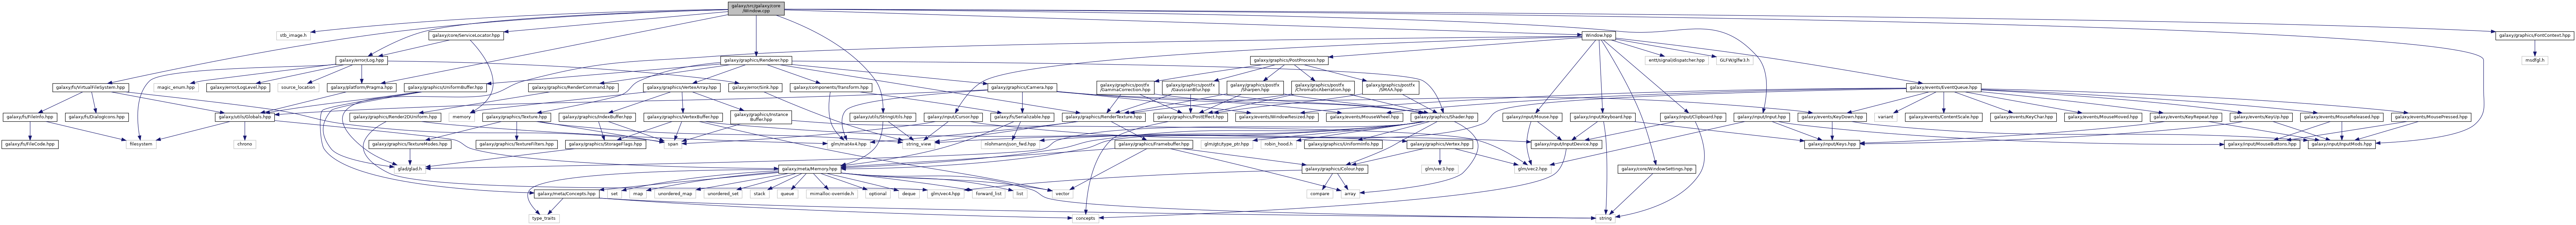 galaxy/src/galaxy/core
/Window.cpp
stb_image.h
galaxy/core/ServiceLocator.hpp
Window.hpp
galaxy/graphics/FontContext.hpp
galaxy/error/Log.hpp
galaxy/graphics/Renderer.hpp
galaxy/graphics/PostProcess.hpp
entt/signal/dispatcher.hpp
GLFW/glfw3.h
msdfgl.h
galaxy/fs/VirtualFileSystem.hpp
magic_enum.hpp
galaxy/error/LogLevel.hpp
source_location
galaxy/platform/Pragma.hpp
galaxy/graphics/UniformBuffer.hpp
galaxy/graphics/RenderCommand.hpp
galaxy/graphics/VertexArray.hpp
galaxy/error/Sink.hpp
galaxy/components/Transform.hpp
galaxy/graphics/Camera.hpp
galaxy/graphics/postfx
/GammaCorrection.hpp
galaxy/graphics/postfx
/GaussianBlur.hpp
galaxy/graphics/postfx
/Sharpen.hpp
galaxy/graphics/postfx
/ChromaticAberration.hpp
galaxy/graphics/postfx
/SMAA.hpp
galaxy/events/EventQueue.hpp
galaxy/fs/FileInfo.hpp
galaxy/fs/FileDialogIcons.hpp
galaxy/utils/Globals.hpp
galaxy/graphics/Render2DUniform.hpp
memory
galaxy/graphics/Texture.hpp
galaxy/graphics/IndexBuffer.hpp
galaxy/graphics/VertexBuffer.hpp
galaxy/graphics/Instance
Buffer.hpp
galaxy/utils/StringUtils.hpp
galaxy/input/Cursor.hpp
galaxy/fs/Serializable.hpp
galaxy/graphics/RenderTexture.hpp
galaxy/graphics/PostEffect.hpp
galaxy/events/WindowResized.hpp
galaxy/events/MouseWheel.hpp
galaxy/graphics/Shader.hpp
galaxy/input/Mouse.hpp
galaxy/input/Keyboard.hpp
galaxy/input/Clipboard.hpp
galaxy/input/Input.hpp
galaxy/events/KeyDown.hpp
variant
galaxy/events/ContentScale.hpp
galaxy/events/KeyChar.hpp
galaxy/events/MouseMoved.hpp
galaxy/events/KeyRepeat.hpp
galaxy/events/KeyUp.hpp
galaxy/events/MouseReleased.hpp
galaxy/events/MousePressed.hpp
galaxy/fs/FileCode.hpp
filesystem
chrono
galaxy/graphics/TextureModes.hpp
galaxy/graphics/TextureFilters.hpp
galaxy/graphics/StorageFlags.hpp
span
glm/mat4x4.hpp
string_view
nlohmann/json_fwd.hpp
galaxy/graphics/Framebuffer.hpp
glm/gtc/type_ptr.hpp
robin_hood.h
galaxy/graphics/UniformInfo.hpp
galaxy/graphics/Vertex.hpp
galaxy/input/InputDevice.hpp
galaxy/input/Keys.hpp
galaxy/input/MouseButtons.hpp
galaxy/input/InputMods.hpp
glad/glad.h
galaxy/meta/Memory.hpp
galaxy/graphics/Colour.hpp
glm/vec3.hpp
glm/vec2.hpp
galaxy/core/WindowSettings.hpp
galaxy/meta/Concepts.hpp
set
map
unordered_map
unordered_set
stack
queue
mimalloc-override.h
optional
deque
glm/vec4.hpp
forward_list
list
vector
compare
array
type_traits
concepts
string